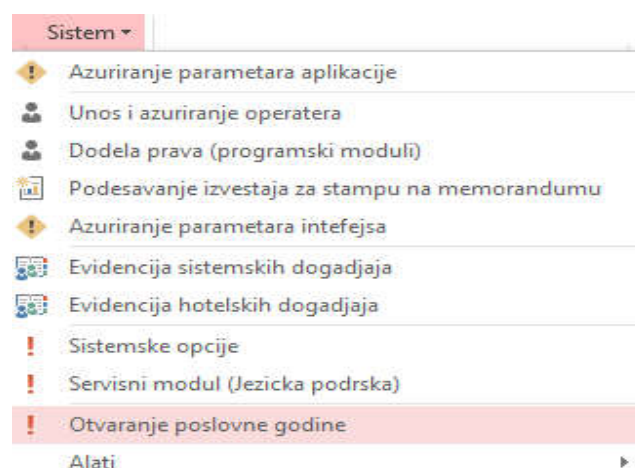 Sistem
Azuriranje parametara aplikacije
Unos i azuriranje operatera
Dodela prava (programski moduli)
Podesavanje izvestaja za stampu na memorandumu
Azuriranje parametara intefejsa
Evidencija sistemskih dogadjaja
Evidencija hotelskih dogadjaja
Sistemske opcije
Servisni modul (Jezicka podrska)
Otvaranje poslovne godine
Alati